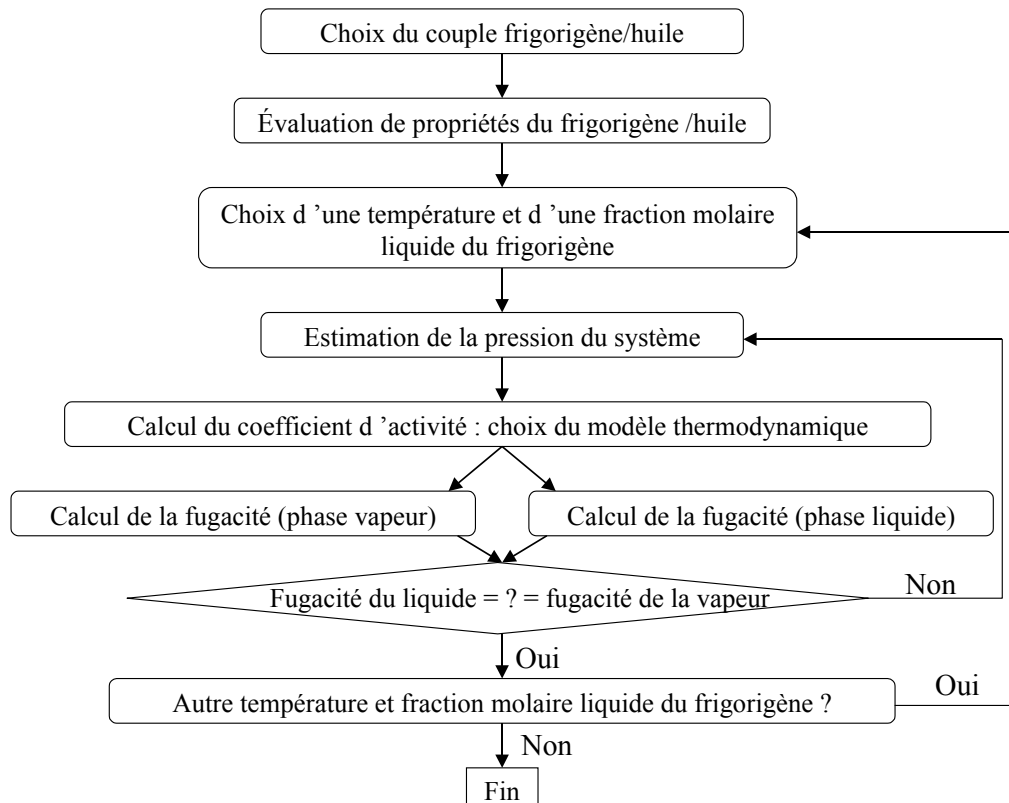 Choix du couple frigorigène/huile
Évaluation de propriétés du frigorigène /huile
Choix d ’une température et d ’une fraction molaire
liquide du frigorigène
Estimation de la pression du système
Calcul du coefficient d ’activité : choix du modèle thermodynamique
Calcul de la fugacité (phase vapeur)
Calcul de la fugacité (phase liquide)
Fugacité du liquide = ? = fugacité de la vapeur
Non
Oui
Autre température et fraction molaire liquide du frigorigène ?
Oui
Non
Fin